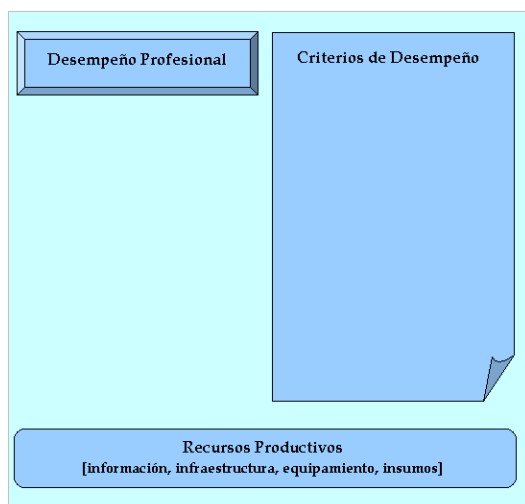 Desempeño Profesional
Criterios de Desempeño
Recursos Productivos
[información, infraestructura, equipamiento, insumos]